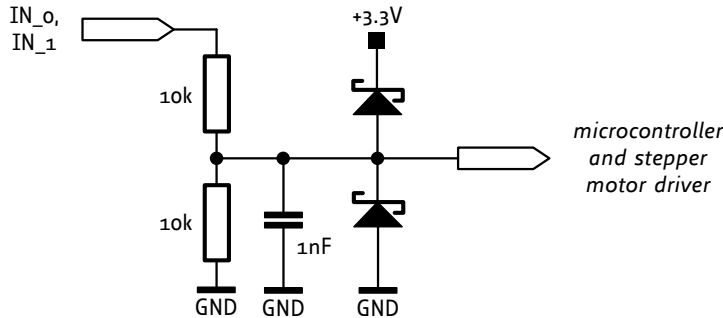 IN_0,
IN_1
+3.3V
10k
microcontroller
and stepper
motor driver
10k
1nF
GND
GND
GND